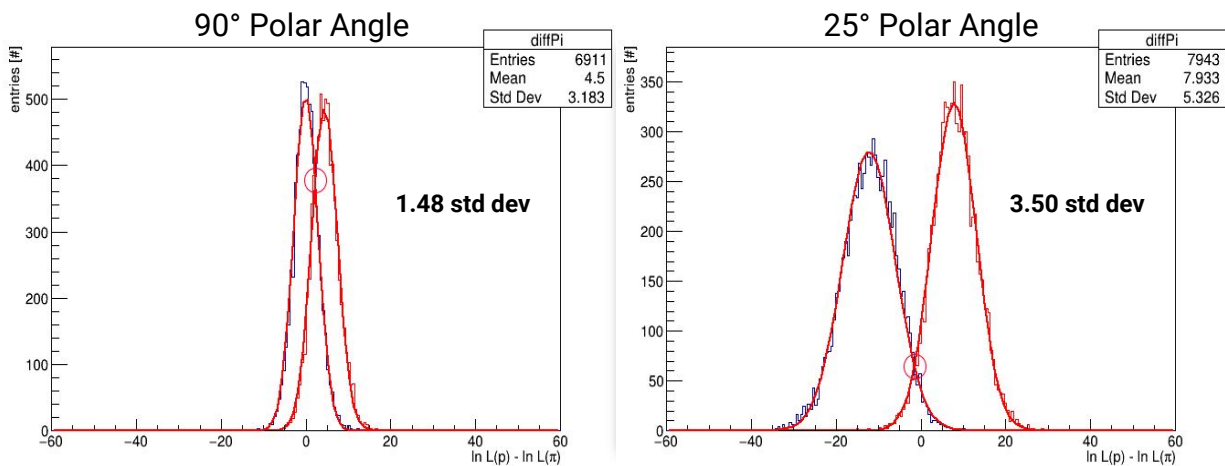 90° Polar Angle
diffPi
Entries 6911
Mean 4.5
Std Dev 3.183
entries [#]
500
400
300
200
100
0
1.48 std dev
−60
−40
−20
0
20
40
60
ln L(p) - ln L(π)
25° Polar Angle
diffPi
Entries 7943
Mean 7.933
Std Dev 5.326
entries [#]
350
300
250
200
150
100
50
0
3.50 std dev
−60
−40
−20
0
20
40
60
ln L(p) - ln L(π)